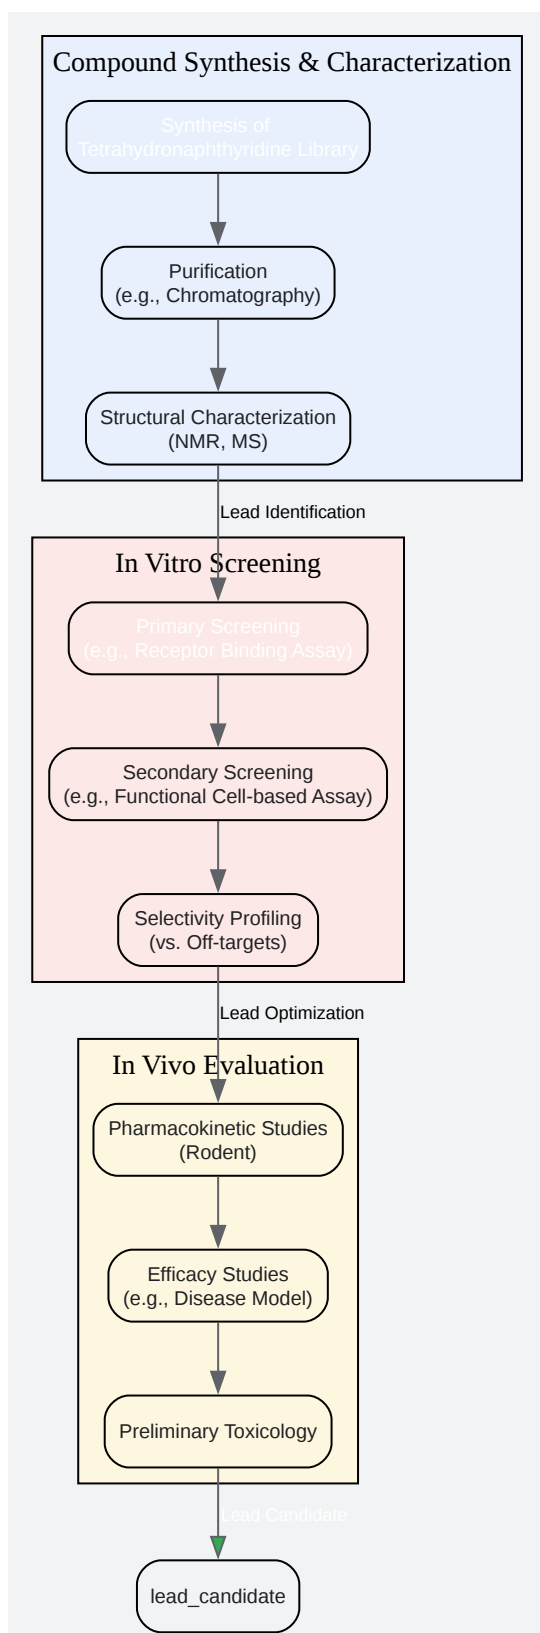 Compound Synthesis & Characterization
Synthesis of
Tetrahydronaphthyridine Library
Purification
(e.g., Chromatography)
Structural Characterization
(NMR, MS)
Lead Identification
In Vitro Screening
Primary Screening
(e.g., Receptor Binding Assay)
Secondary Screening
(e.g., Functional Cell-based Assay)
Selectivity Profiling
(vs. Off-targets)
Lead Optimization
In Vivo Evaluation
Pharmacokinetic Studies
(Rodent)
Efficacy Studies
(e.g., Disease Model)
Preliminary Toxicology
Lead Candidate
lead_candidate